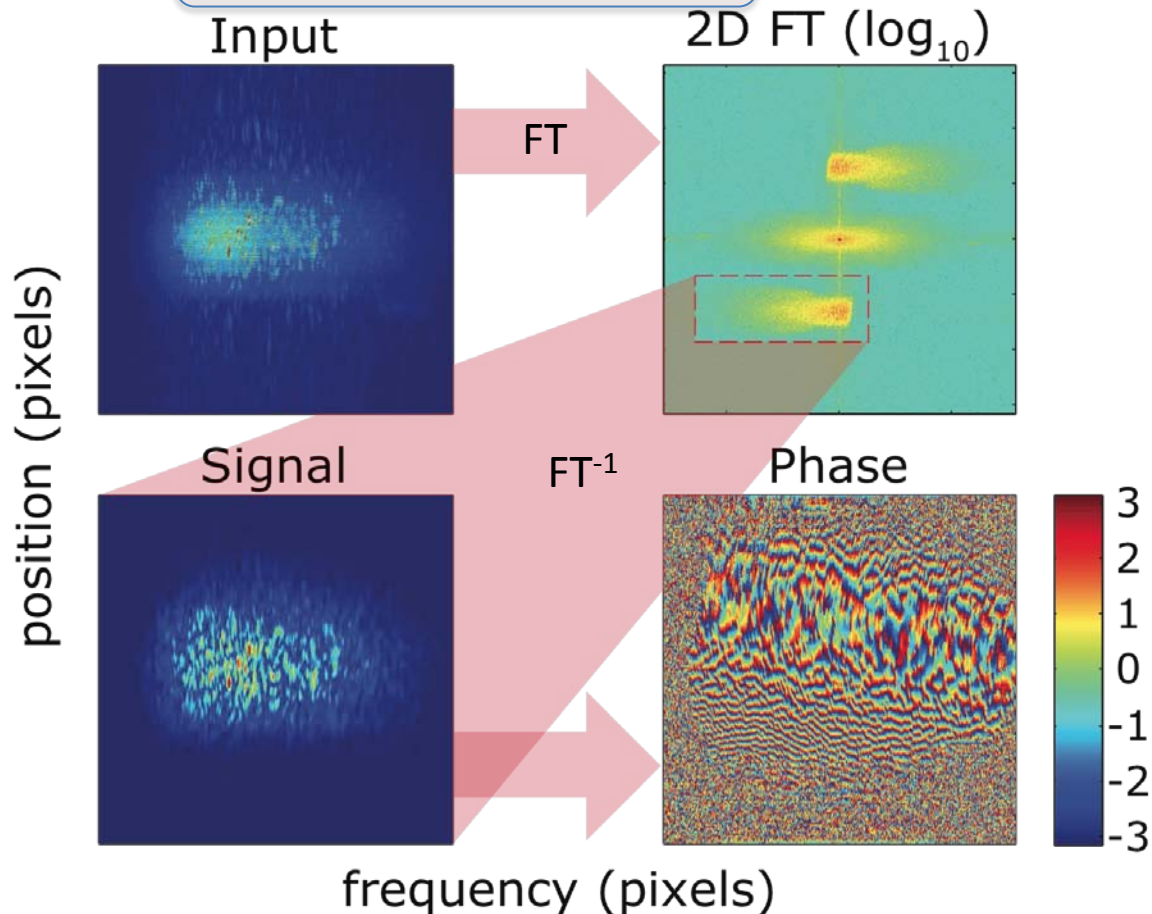 Input
2D FT (log₁₀)
FT
position (pixels)
Signal
FT⁻¹
Phase
3
2
1
0
-1
-2
-3
frequency (pixels)